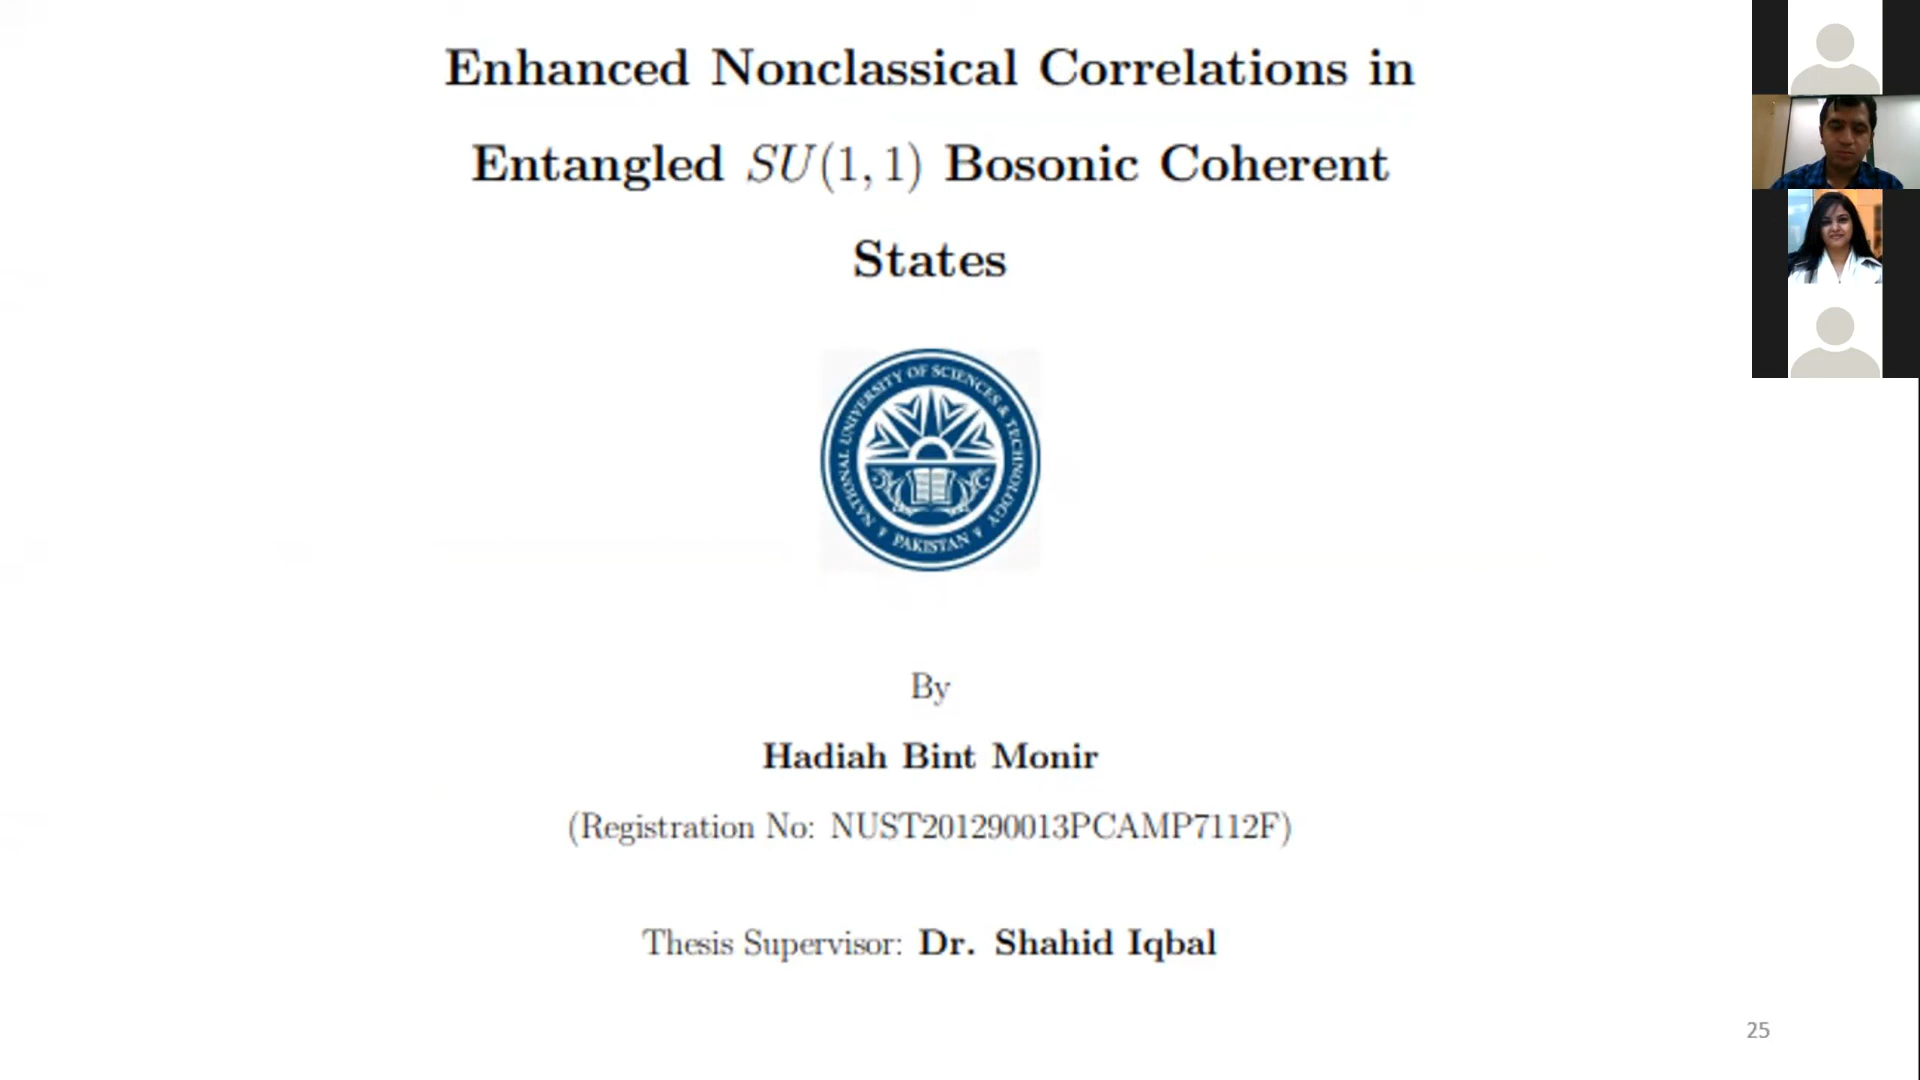 Enhanced Nonclassical Correlations in
Entangled SU(1, 1) Bosonic Coherent
States
NATIONAL UNIVERSITY OF SCIENCES & TECHNOLOGY
PAKISTAN
By
Hadiah Bint Monir
(Registration No: NUST201290013PCAMP7112F)
Thesis Supervisor: Dr. Shahid Iqbal
25